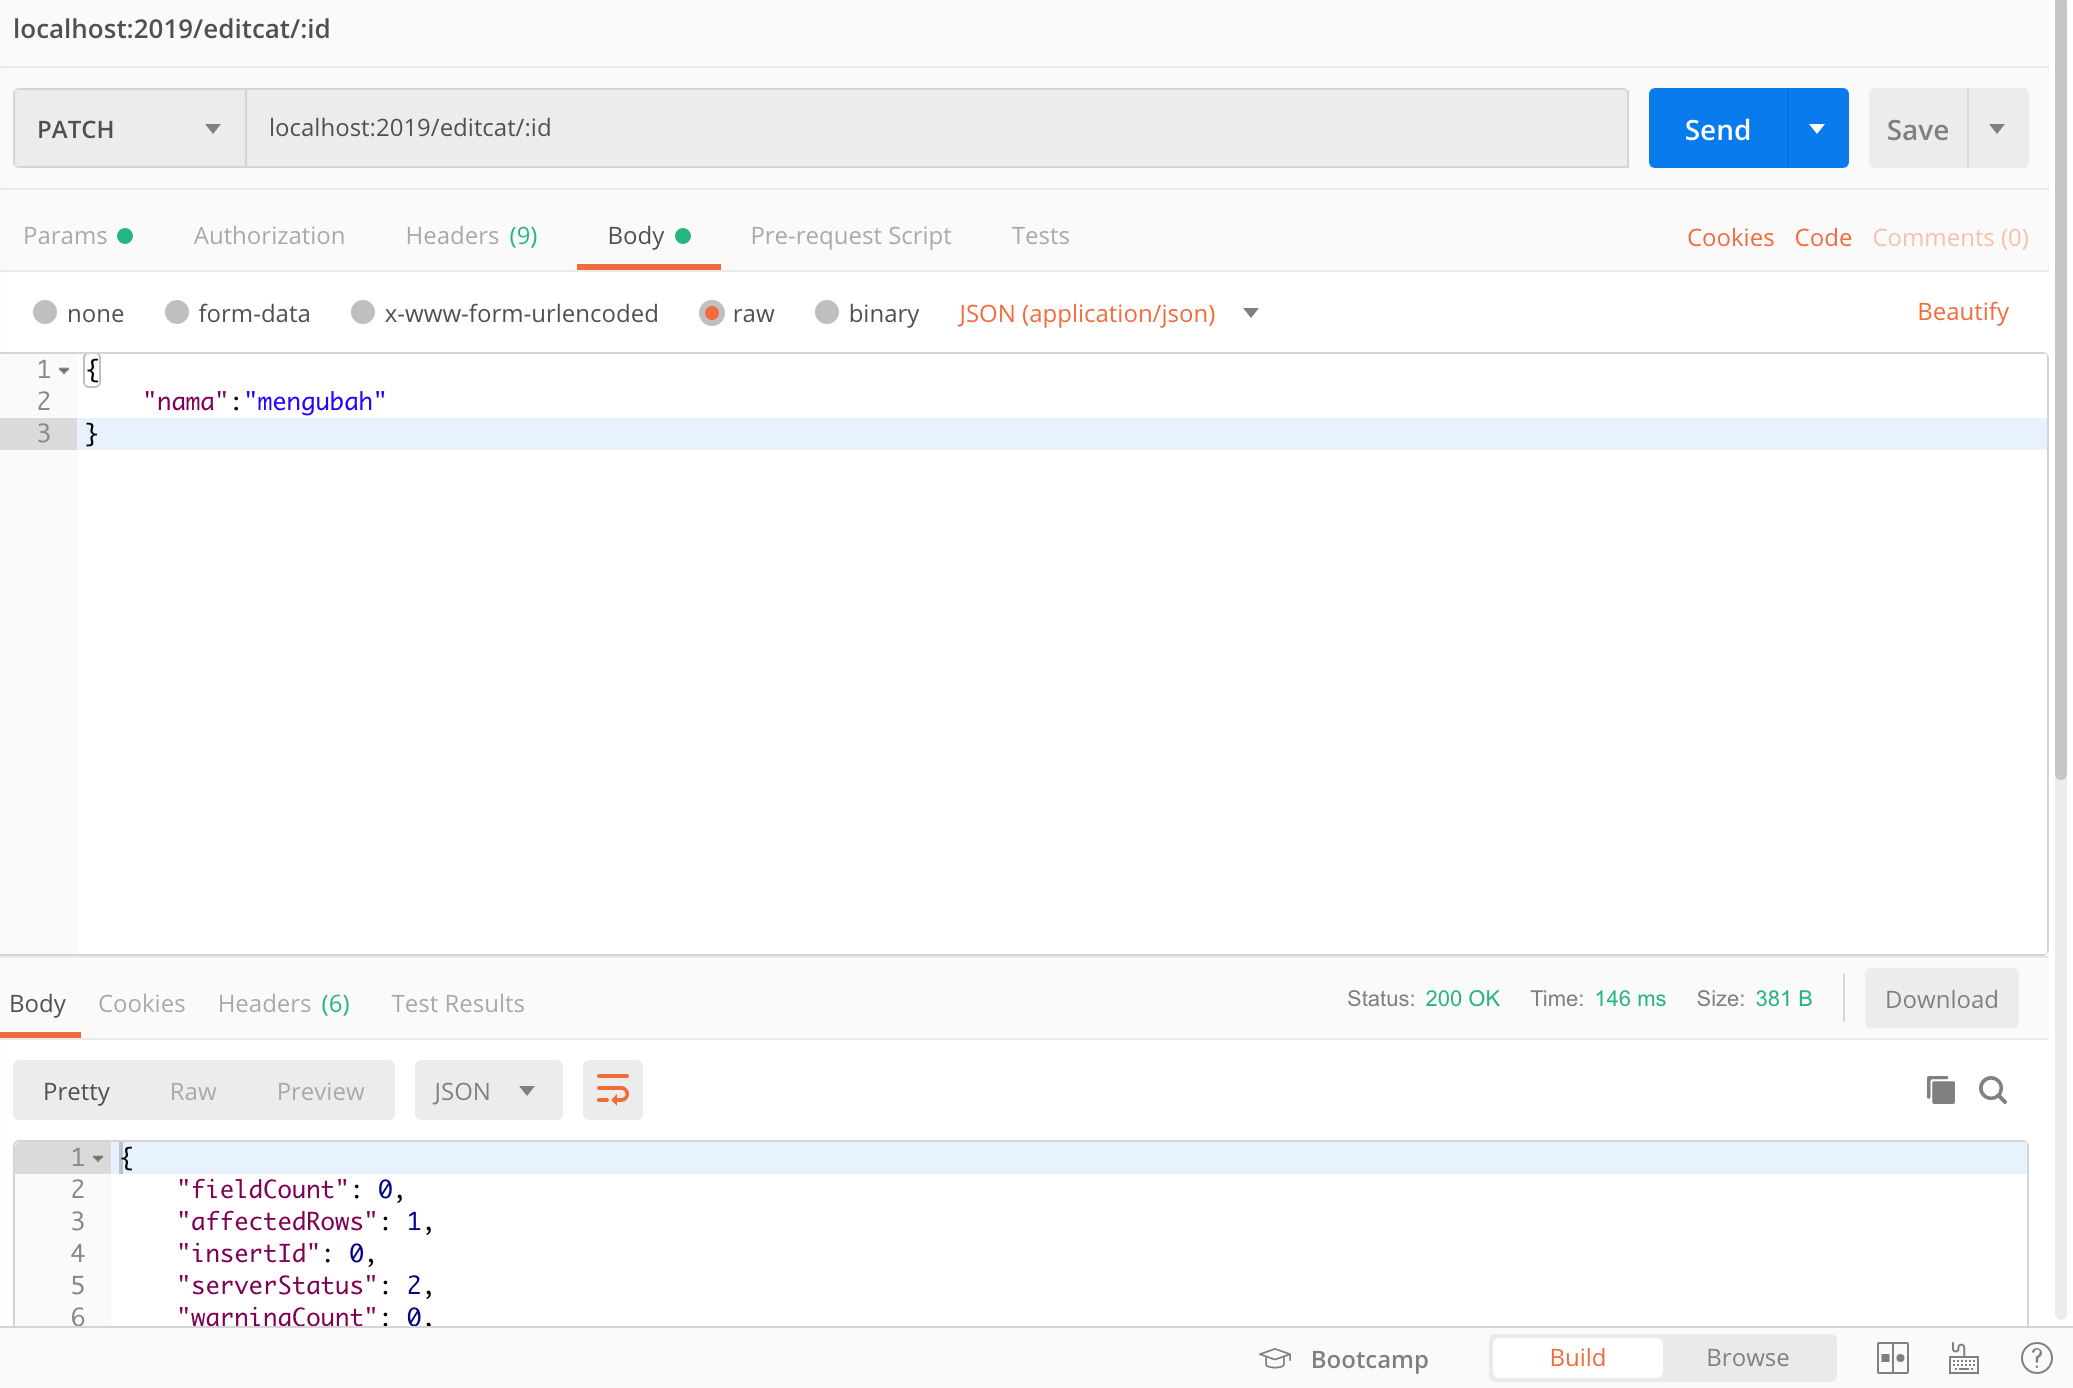 localhost:2019/editcat/:id
PATCH localhost:2019/editcat/:id Send Save
Params Authorization Headers (9) Body Pre-request Script Tests Cookies Code Comments (0)
none form-data x-www-form-urlencoded raw binary JSON (application/json) Beautify
1 {
2 "nama":"mengubah"
3 }
Body Cookies Headers (6) Test Results Status: 200 OK Time: 146 ms Size: 381 B Download
Pretty Raw Preview JSON
1 {
2 "fieldCount": 0,
3 "affectedRows": 1,
4 "insertId": 0,
5 "serverStatus": 2,
6 "warningCount": 0,
Bootcamp Build Browse ?